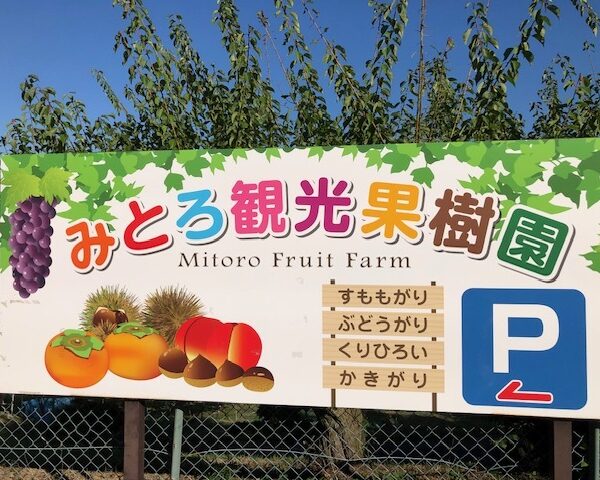 みとろ観光果樹園
Mitoro Fruit Farm
すももがり
ぶどうがり
くりひろい
かきがり
P